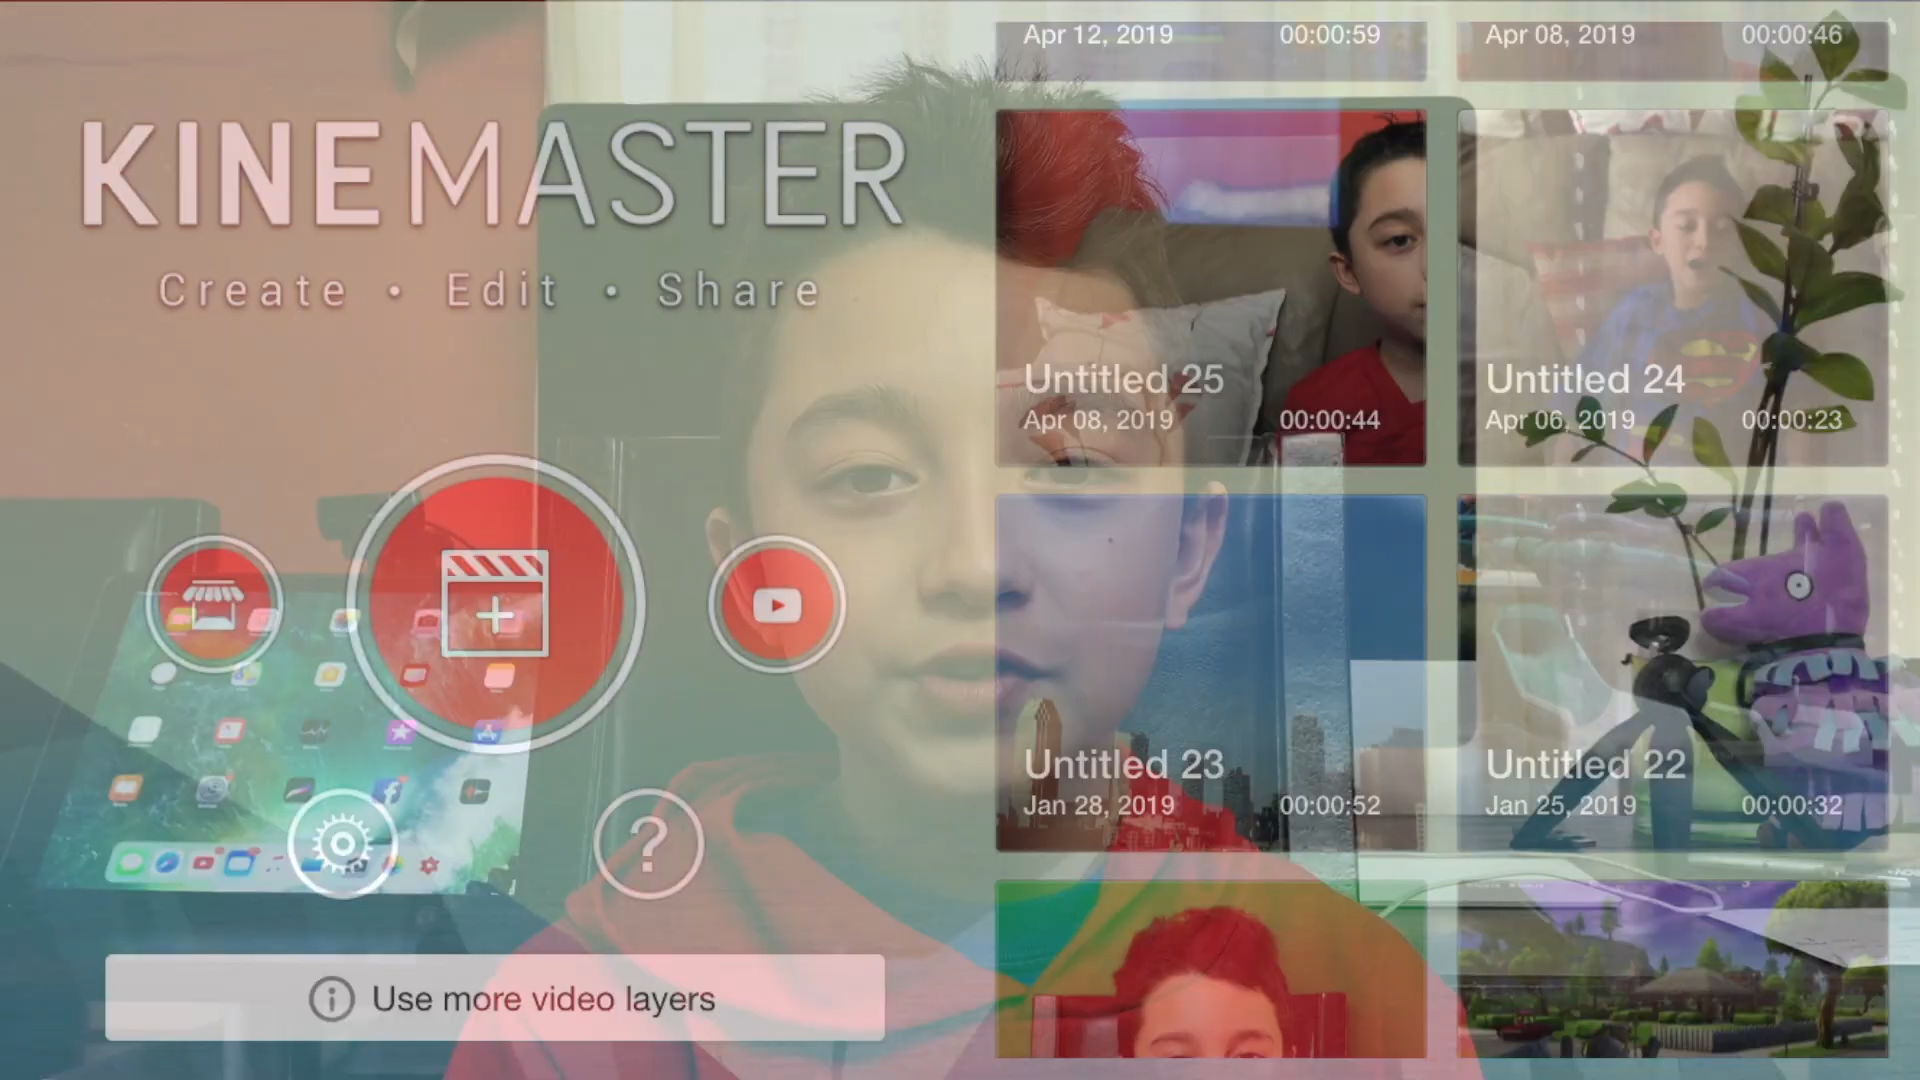 Apr 12, 2019 00:00:59
Apr 08, 2019 00:00:46
KINEMASTER
Create • Edit • Share
Untitled 25
Apr 08, 2019 00:00:44
Untitled 24
Apr 06, 2019 00:00:23
Untitled 23
Jan 28, 2019 00:00:52
Untitled 22
Jan 25, 2019 00:00:32
Use more video layers